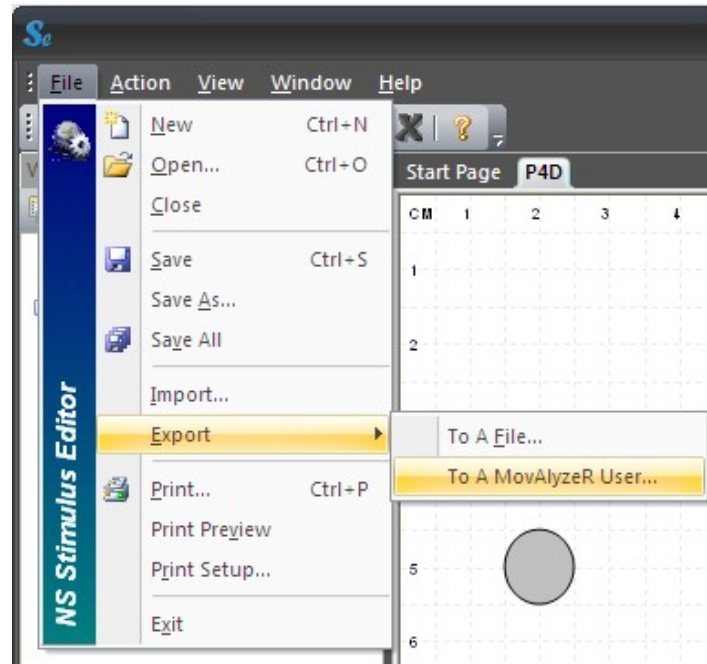 Se
File Action View Window Help
New Ctrl+N
Open... Ctrl+O
Close
Save Ctrl+S
Save As...
Save All
Import...
Export
Print... Ctrl+P
Print Preview
Print Setup...
Exit
NS Stimulus Editor
To A File...
To A MovAlyzeR User...
Start Page P4D
CM 1 2 3 4
1
2
5
6